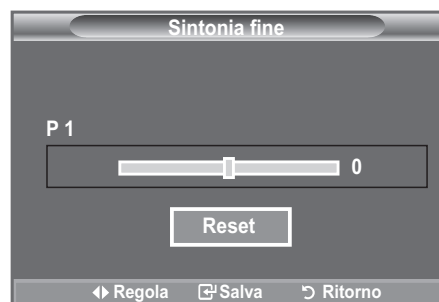 Sintonia fine
P 1
0
Reset
Regola Salva Ritorno